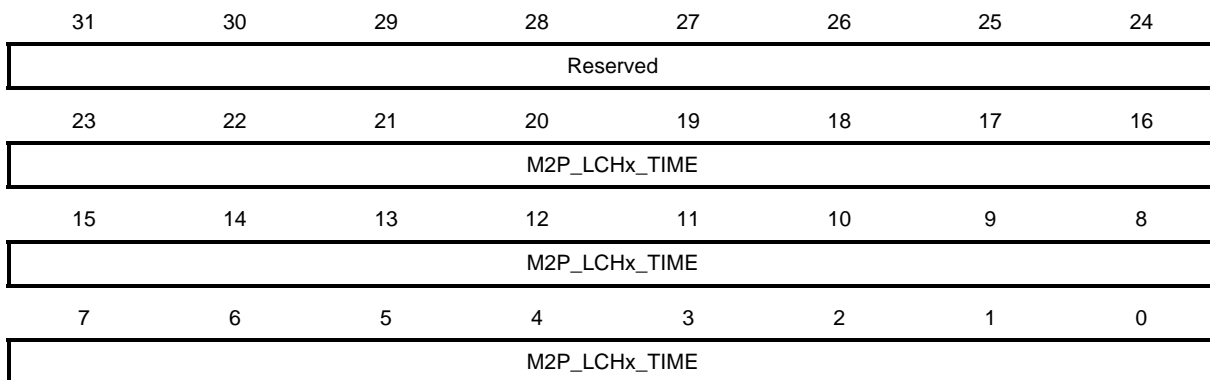 31 30 29 28 27 26 25 24
Reserved
23 22 21 20 19 18 17 16
M2P_LCHx_TIME
15 14 13 12 11 10 9 8
M2P_LCHx_TIME
7 6 5 4 3 2 1 0
M2P_LCHx_TIME